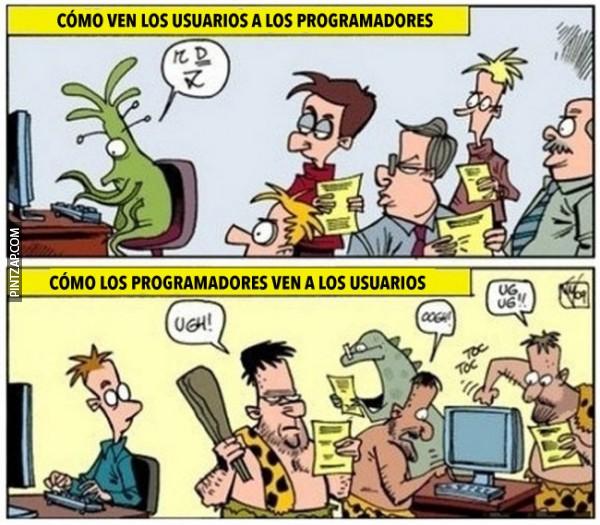 CÓMO VEN LOS USUARIOS A LOS PROGRAMADORES
CÓMO LOS PROGRAMADORES VEN A LOS USUARIOS
UGH!
OOGH!
UG
UG!!
TOC
TOC
PINTZAP.COM